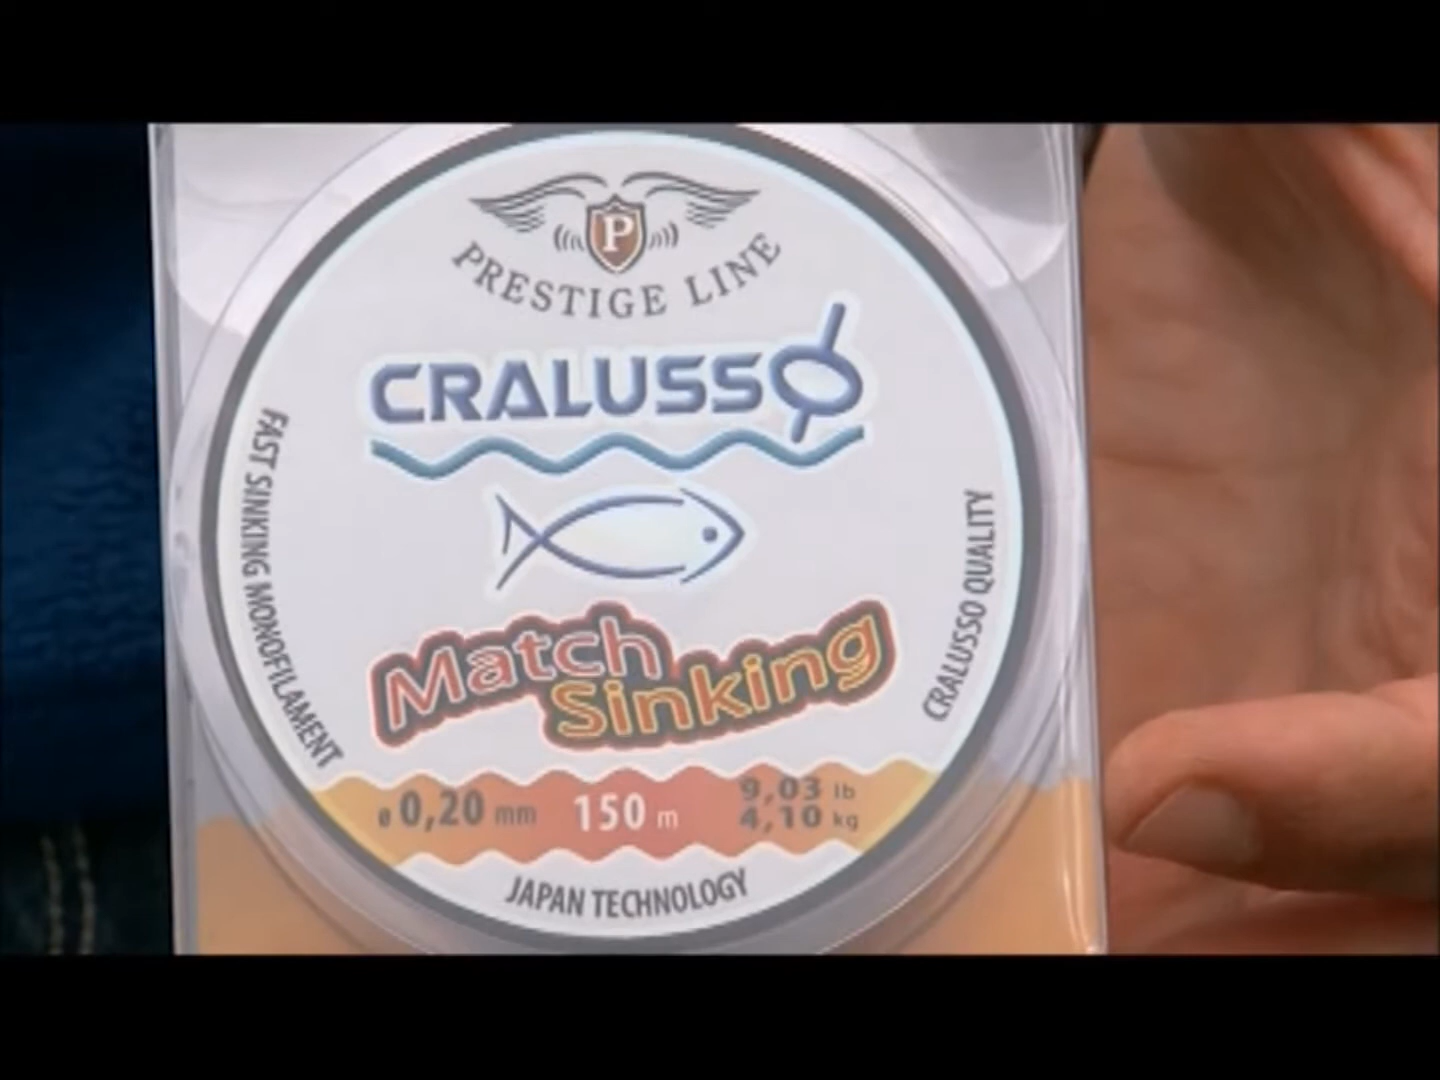 P
PRESTIGE LINE
CRALUSSO
FAST SINKING MONOFILAMENT
CRALUSSO QUALITY
Match
Sinking
ø 0,20 mm 150 m 9,03 lb
4,10 kg
JAPAN TECHNOLOGY